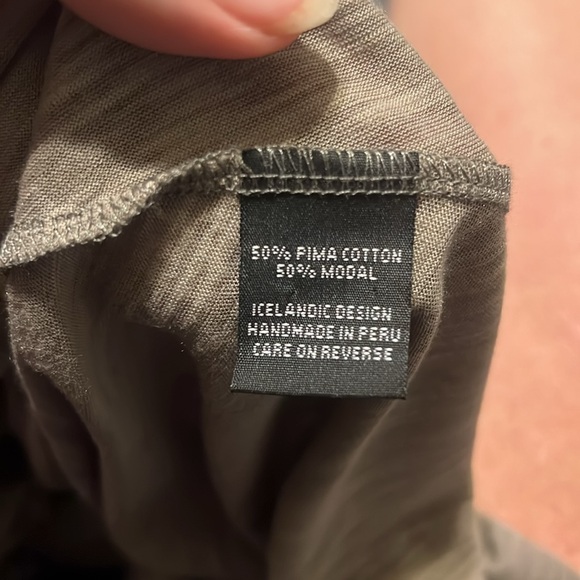 50% PIMA COTTON
50% MODAL
ICELANDIC DESIGN
HANDMADE IN PERU
CARE ON REVERSE